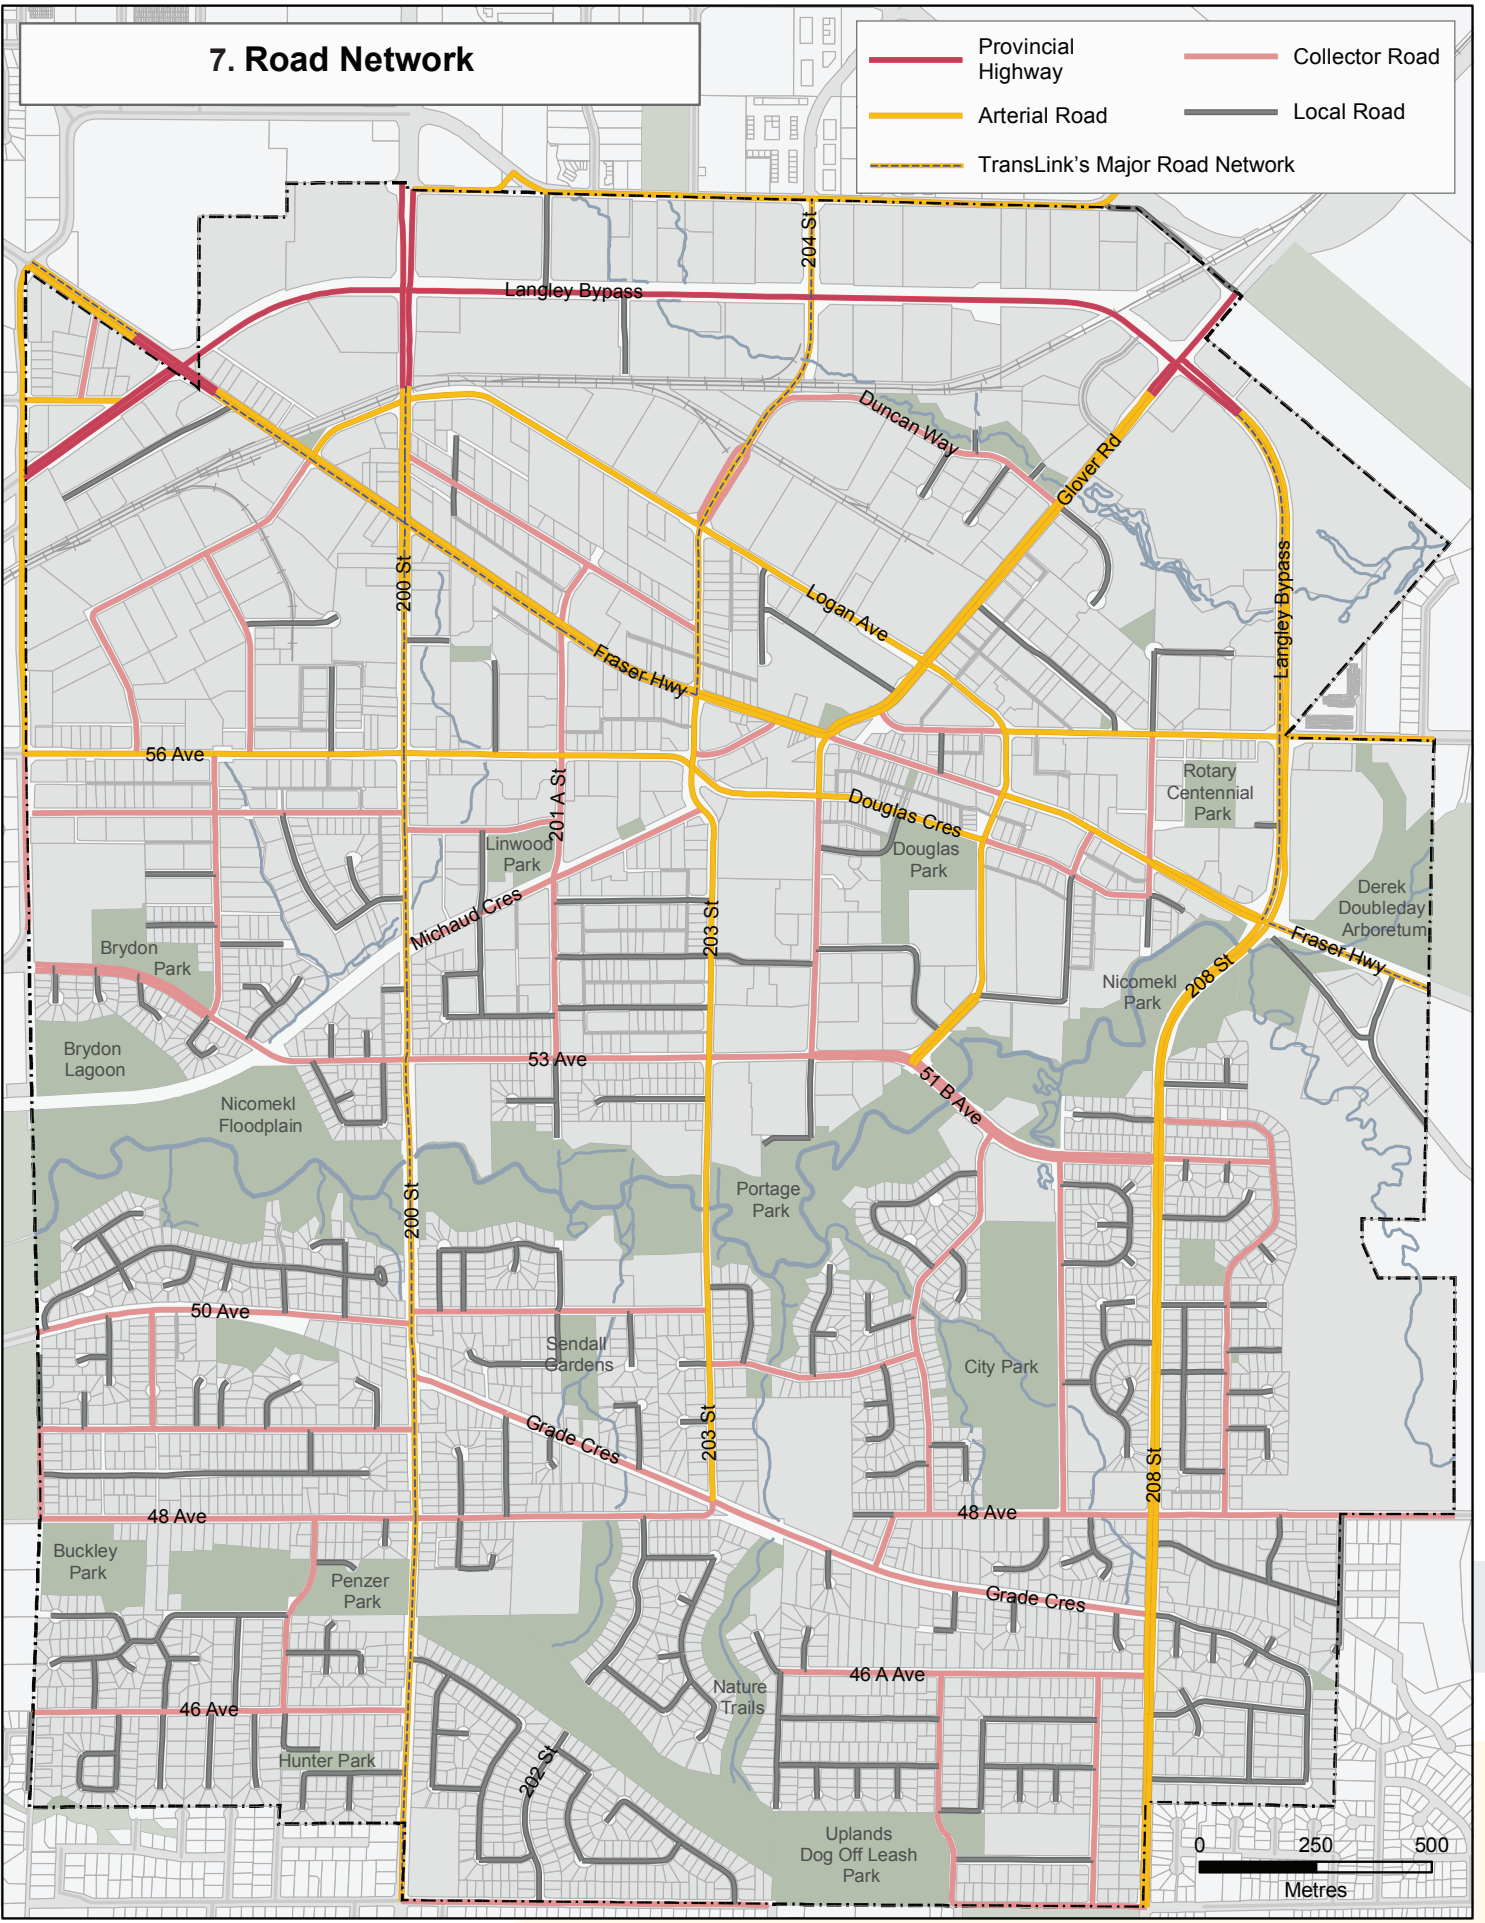 7. Road Network
Provincial
Highway
Collector Road
Arterial Road
Local Road
TransLink's Major Road Network
204 St
Langley Bypass
Duncan Way
Glover Rd
200 St
Logan Ave
Langley Bypass
Fraser Hwy
56 Ave
201 A St
Rotary
Centennial
Park
Douglas Cres
Linwood
Park
Douglas
Park
Derek
Doubleday
Arboretum
Michaud Cres
203 St
Brydon
Park
Fraser Hwy
208 St
Nicomekl
Park
Brydon
Lagoon
53 Ave
51 B Ave
Nicomekl
Floodplain
200 St
Portage
Park
50 Ave
Sendall
Gardens
City Park
Grade Cres
203 St
208 St
48 Ave
48 Ave
Buckley
Park
Penzer
Park
Grade Cres
46 A Ave
Nature
Trails
46 Ave
Hunter Park
202 St
Uplands
Dog Off Leash
Park
0 250 500
Metres